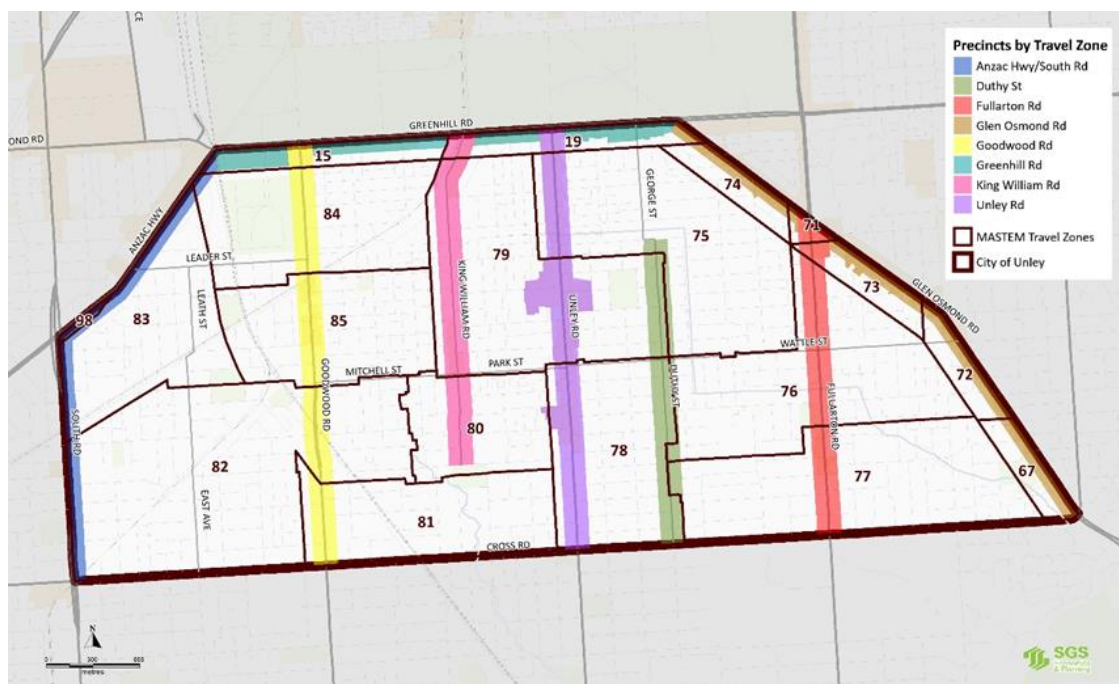 CE
OND RD
GREENHILL RD
15
19
ANZAC HWY
84
GEORGE ST
74
75
71
LEADER ST
79
KING WILLIAM RD
UNLEY RD
73
GLEN OSMOND RD
98
83
LEATH ST
85
GOODWOOD RD
MITCHELL ST
PARK ST
WATTLE ST
72
76
FULLARTON RD
SOUTH RD
80
78
82
77
67
EAST AVE
81
CROSS RD
Precincts by Travel Zone
Anzac Hwy/South Rd
Duthy St
Fullarton Rd
Glen Osmond Rd
Goodwood Rd
Greenhill Rd
King William Rd
Unley Rd
MASTEM Travel Zones
City of Unley
N
0
metres
SGS
& Planning